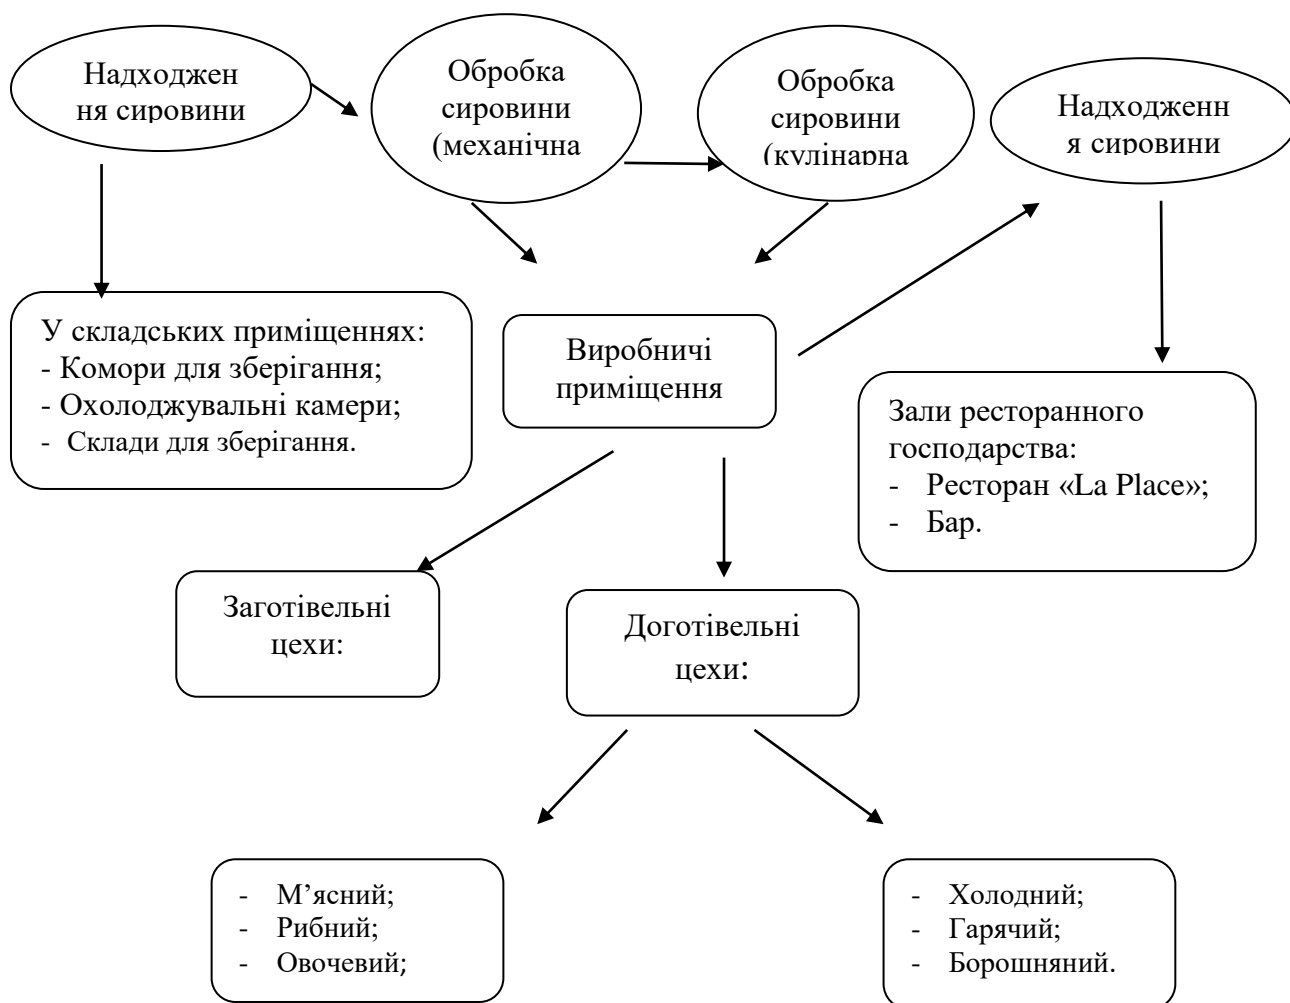 Надходжен
ня сировини
Обробка
сировини
(механічна
Обробка
сировини
(кулінарна
Надходженн
я сировини
У складських приміщеннях:
- Комори для зберігання;
- Охолоджувальні камери;
- Склади для зберігання.
Виробничі
приміщення
Зали ресторанного
господарства:
- Ресторан «La Place»;
- Бар.
Заготівельні
цехи:
Доготівельні
цехи:
- М’ясний;
- Рибний;
- Овочевий;
- Холодний;
- Гарячий;
- Борошняний.